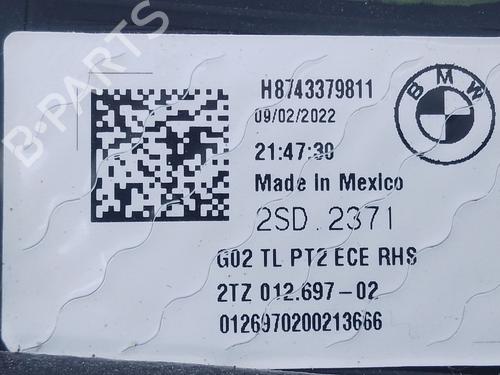 H8743379811
09/02/2022
21:47:30
Made in Mexico
2SD.2371
G02 TL PT2 ECE RHS
2TZ 012.697-02
0126970200213666
BMW
B-PARTS